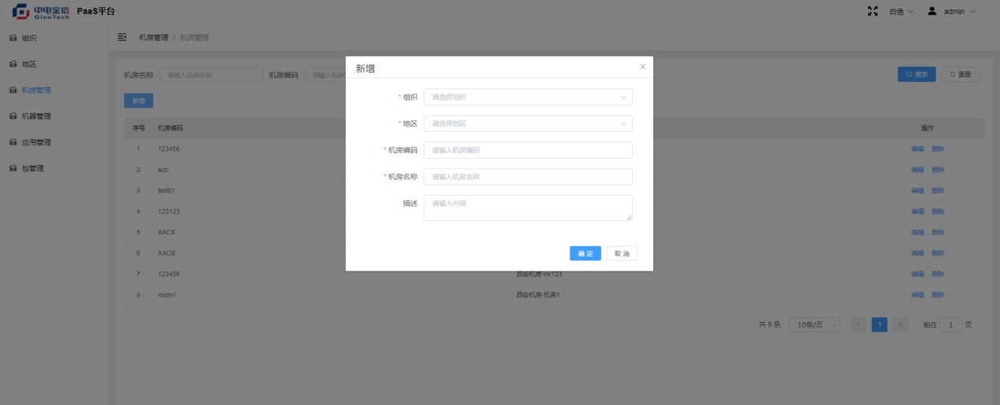 中电金信 GienTech PaaS平台 白色 admin
组织
地区
机房管理
机器管理
应用管理
包管理
机房管理 / 机房管理
机房名称 请输入机房名称 机房编码 请输入机房 搜索 重置
新增
序号 机房编码 操作
1 123456 编辑 删除
2 wzc 编辑 删除
3 test01 编辑 删除
4 123123 编辑 删除
5 XACX 编辑 删除
6 XACB 编辑 删除
7 123456 西安机房-mr123 编辑 删除
8 room1 西安机房-机房1 编辑 删除
共 8 条 10条/页 1 前往 1 页
新增
* 组织 请选择组织
* 地区 请选择地区
* 机房编码 请输入机房编码
* 机房名称 请输入机房名称
描述 请输入内容
确定 取消